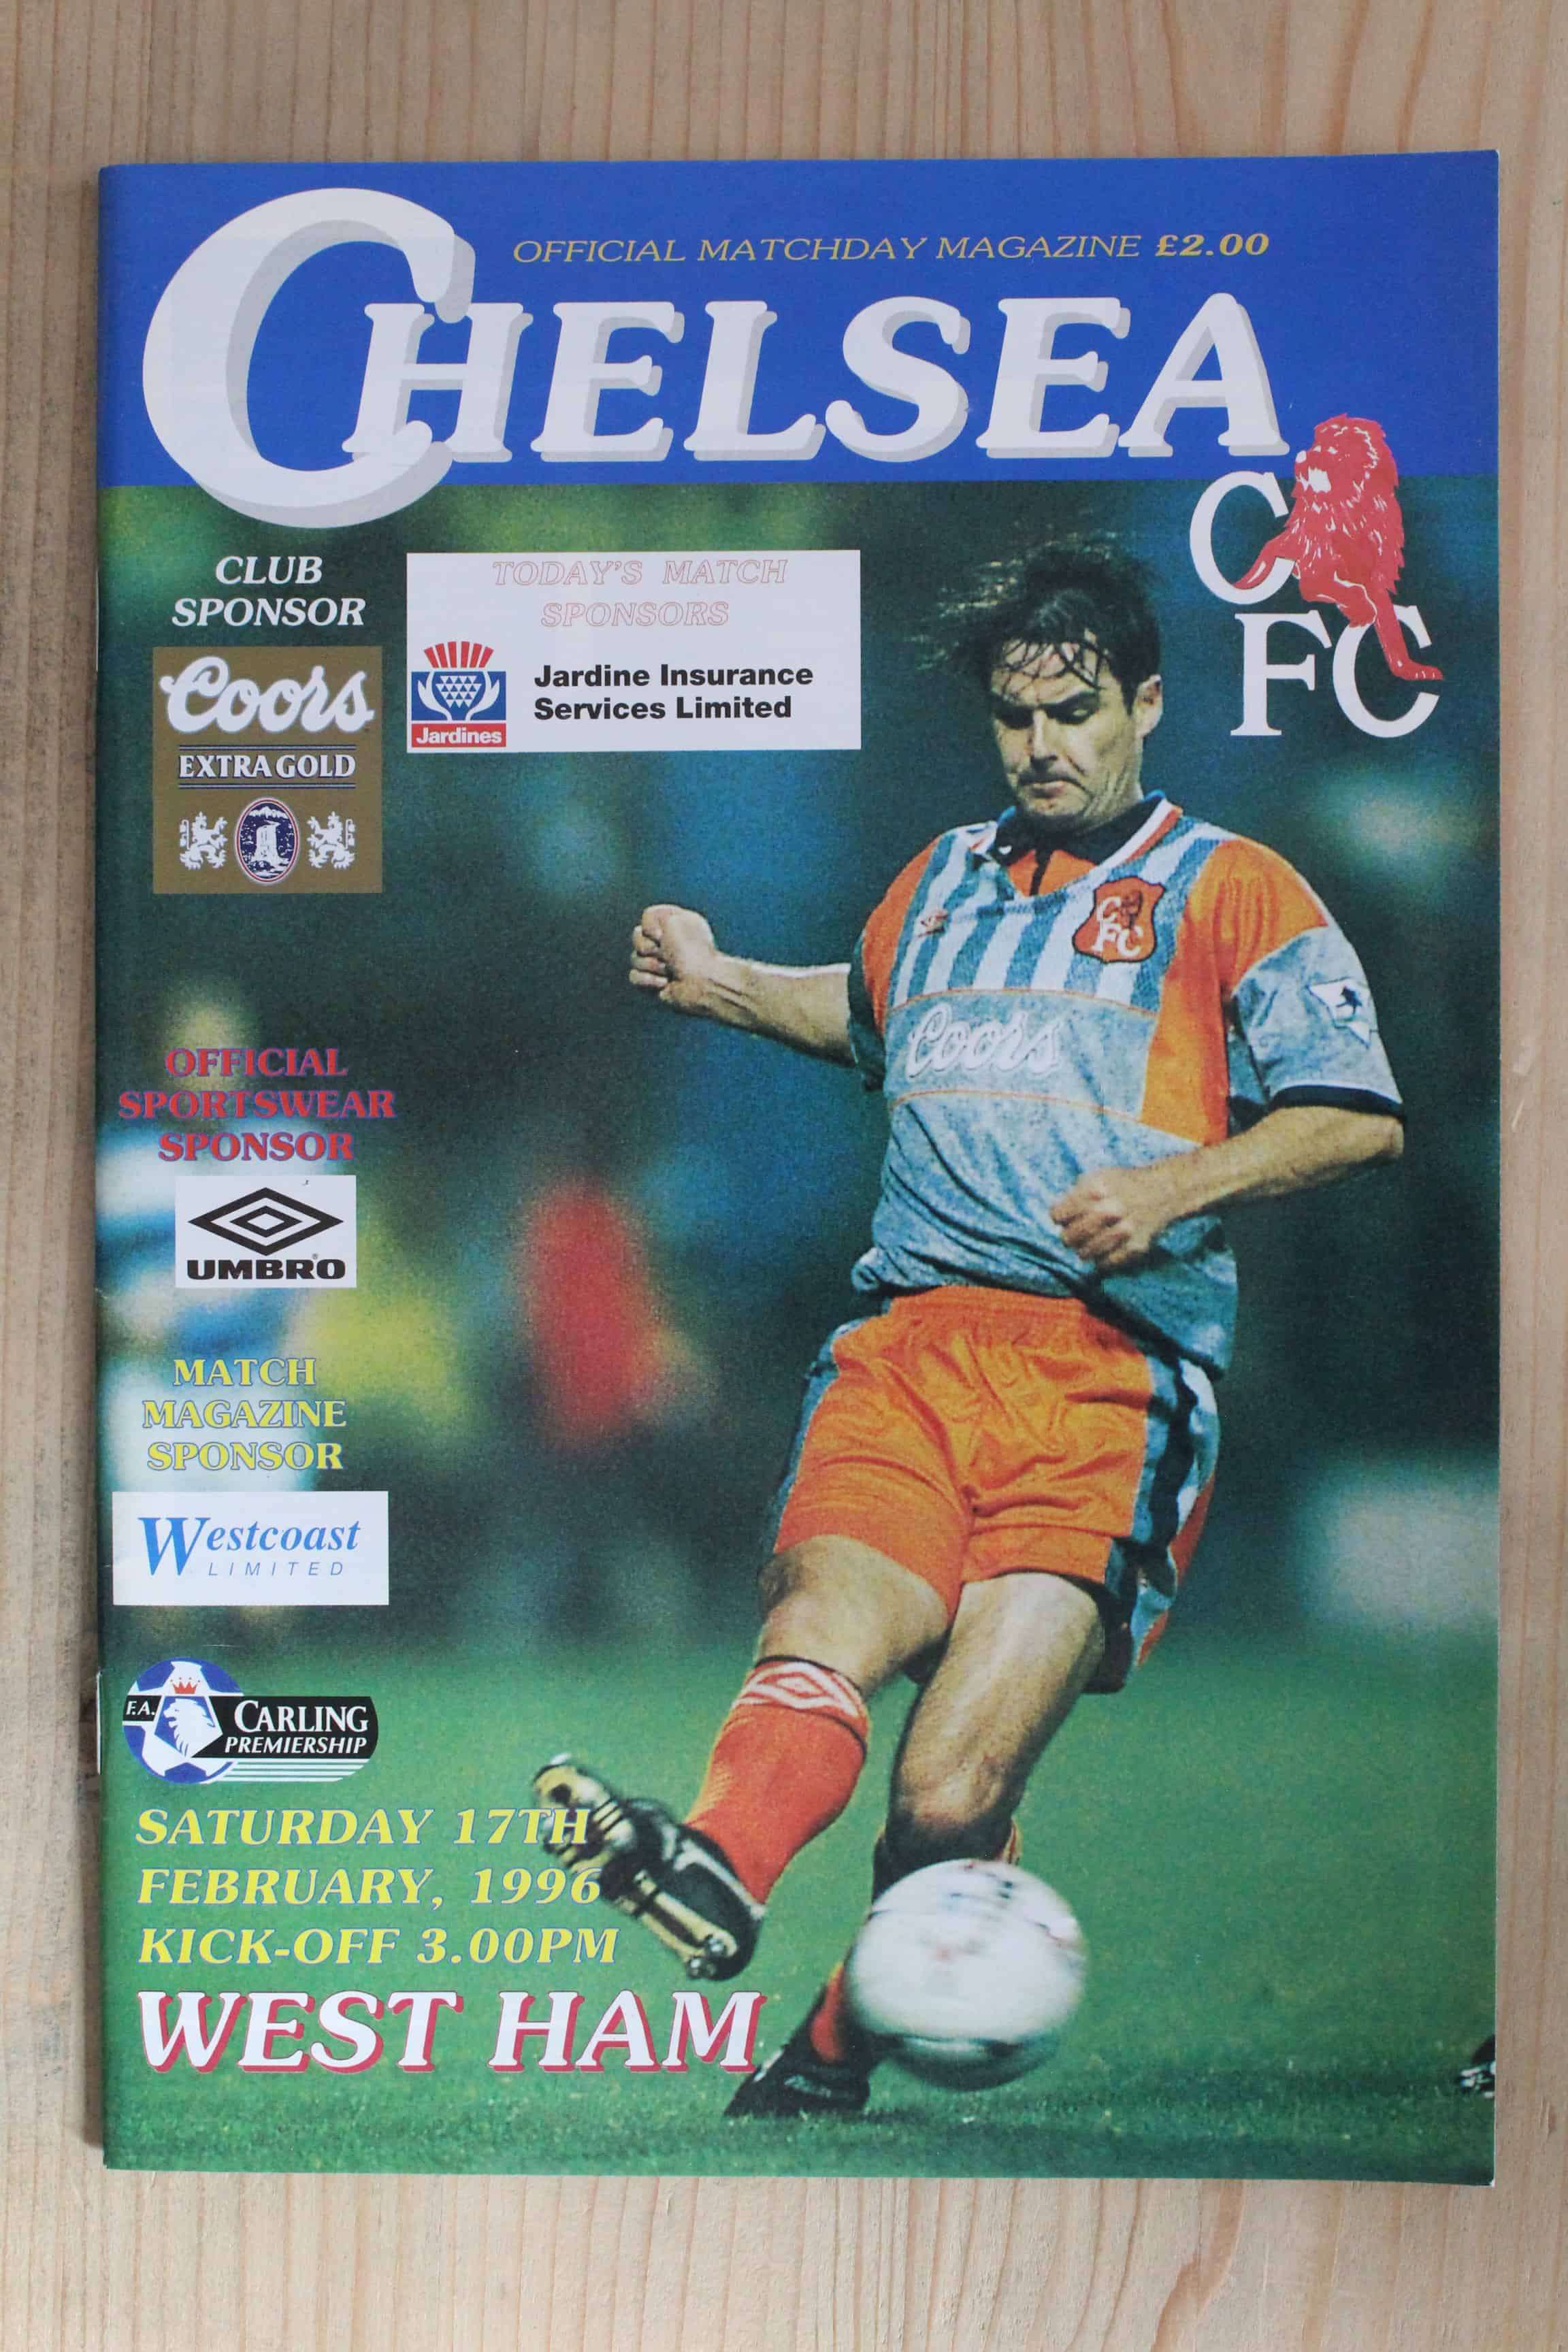 OFFICIAL MATCHDAY MAGAZINE £2.00
CHELSEA
CFC
CLUB
SPONSOR
Coors
EXTRA GOLD
TODAY'S MATCH
SPONSORS
Jardines
Jardine Insurance
Services Limited
CFC
Coors
OFFICIAL
SPORTSWEAR
SPONSOR
UMBRO
MATCH
MAGAZINE
SPONSOR
Westcoast
LIMITED
F.A.
CARLING
PREMIERSHIP
SATURDAY 17TH
FEBRUARY, 1996
KICK-OFF 3.00PM
WEST HAM